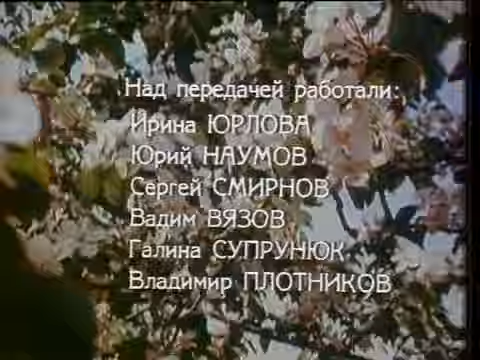 Над передачей работали:
Ирина ЮРЛОВА
Юрий НАУМОВ
Сергей СМИРНОВ
Вадим ВЯЗОВ
Галина СУПРУНЮК
Владимир ПЛОТНИКОВ